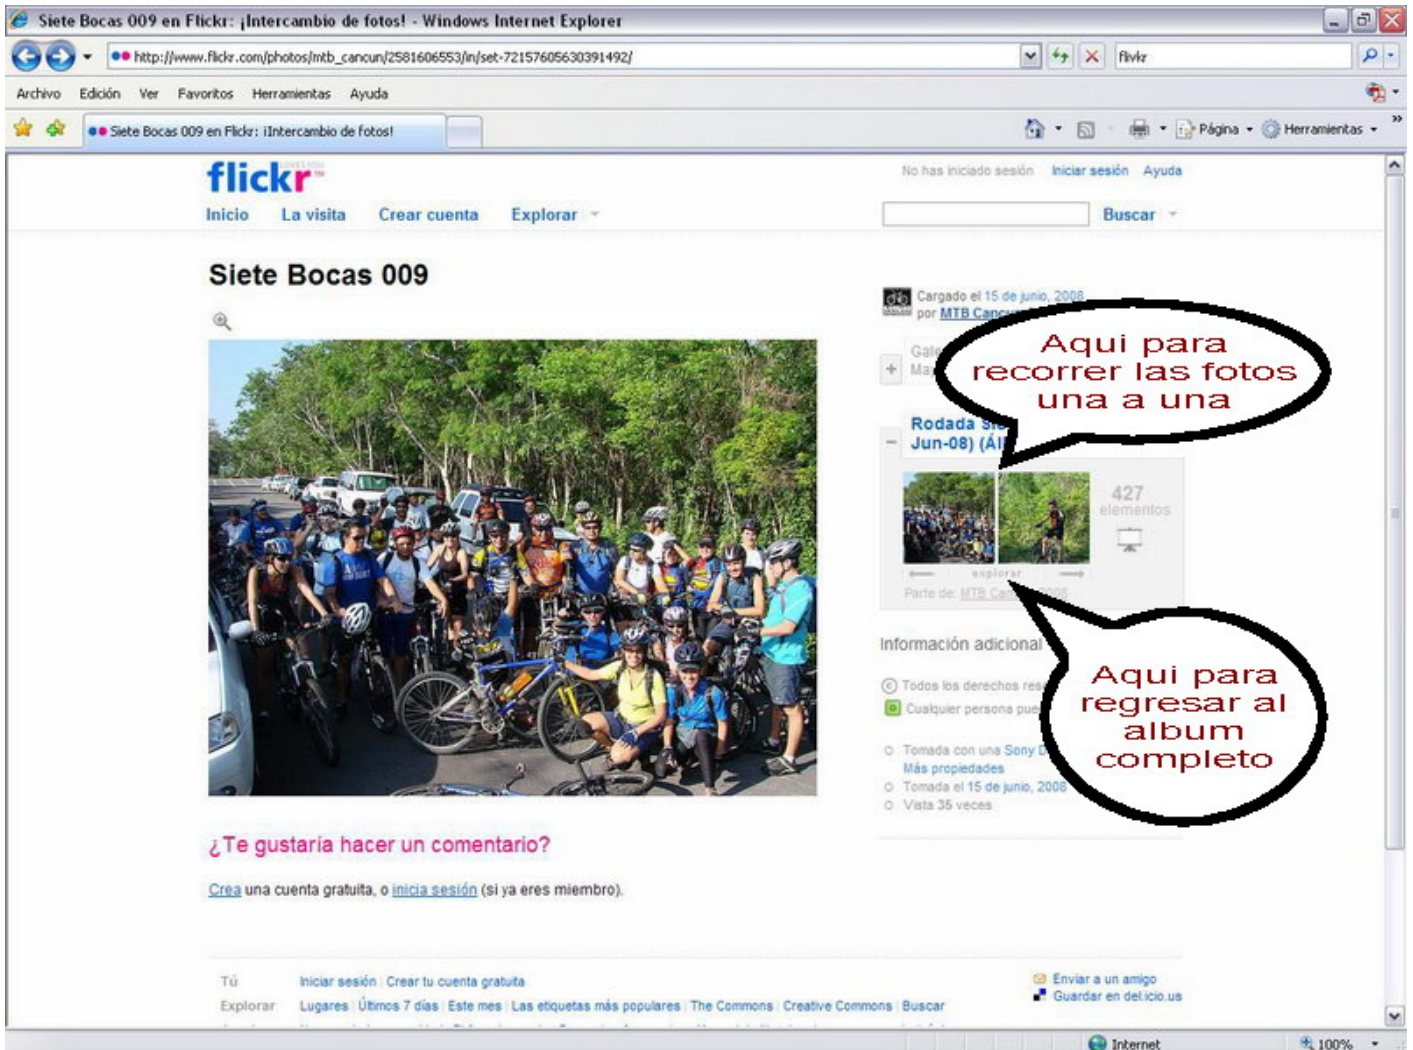 Siete Bocas 009 en Flickr: ¡Intercambio de fotos! - Windows Internet Explorer
http://www.flickr.com/photos/mtb_cancun/2581606553/in/set-72157605630391492/
flivkr
Archivo Edición Ver Favoritos Herramientas Ayuda
Siete Bocas 009 en Flickr: ¡Intercambio de fotos!
Página
Herramientas
flickr
LOVES YOU
No has iniciado sesión Iniciar sesión Ayuda
Inicio La visita Crear cuenta Explorar
Buscar
Siete Bocas 009
Cargado el 15 de junio, 2008
por MTB
Aqui para
recorrer las fotos
una a una
Rodada
Jun-08)
427
elementos
explorar
Parte de: MTB
Información adicional
Todos los derechos
Cualquier persona
Tomada con una Sony
Más propiedades
Tomada el 15 de junio, 2008
Vista 35 veces
Aqui para
regresar al
album
completo
¿Te gustaría hacer un comentario?
Crea una cuenta gratuita, o inicia sesión (si ya eres miembro).
Tú Iniciar sesión | Crear tu cuenta gratuita
Explorar Lugares | Últimos 7 días | Este mes | Las etiquetas más populares | The Commons | Creative Commons | Buscar
Enviar a un amigo
Guardar en del.icio.us
Internet
100%